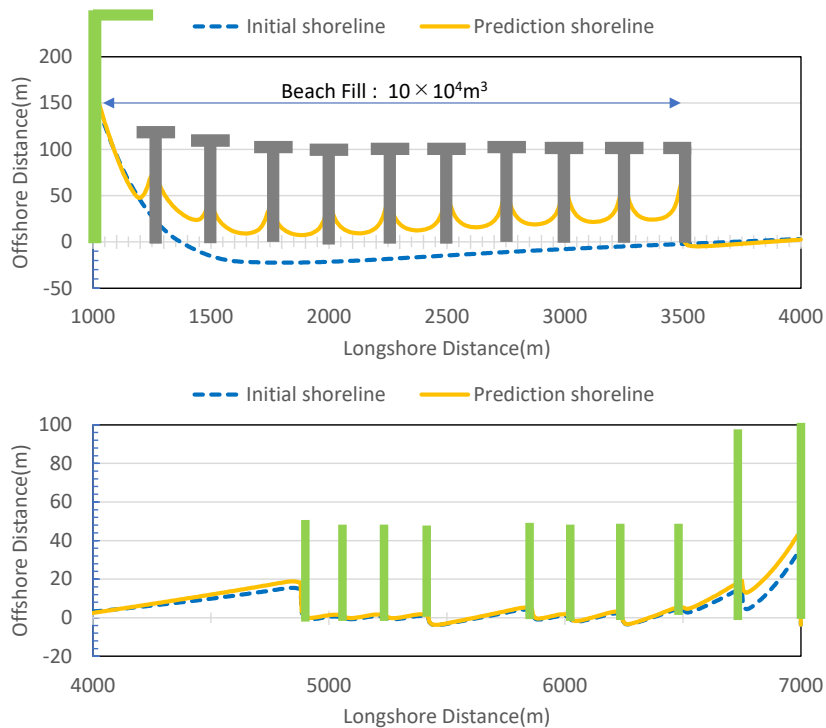 Initial shoreline Prediction shoreline
200
150
100
50
0
-50
Offshore Distance(m)
Beach Fill : 10×10⁴m³
1000 1500 2000 2500 3000 3500 4000
Longshore Distance(m)
Initial shoreline Prediction shoreline
100
80
60
40
20
0
-20
Offshore Distance(m)
4000 5000 6000 7000
Longshore Distance(m)